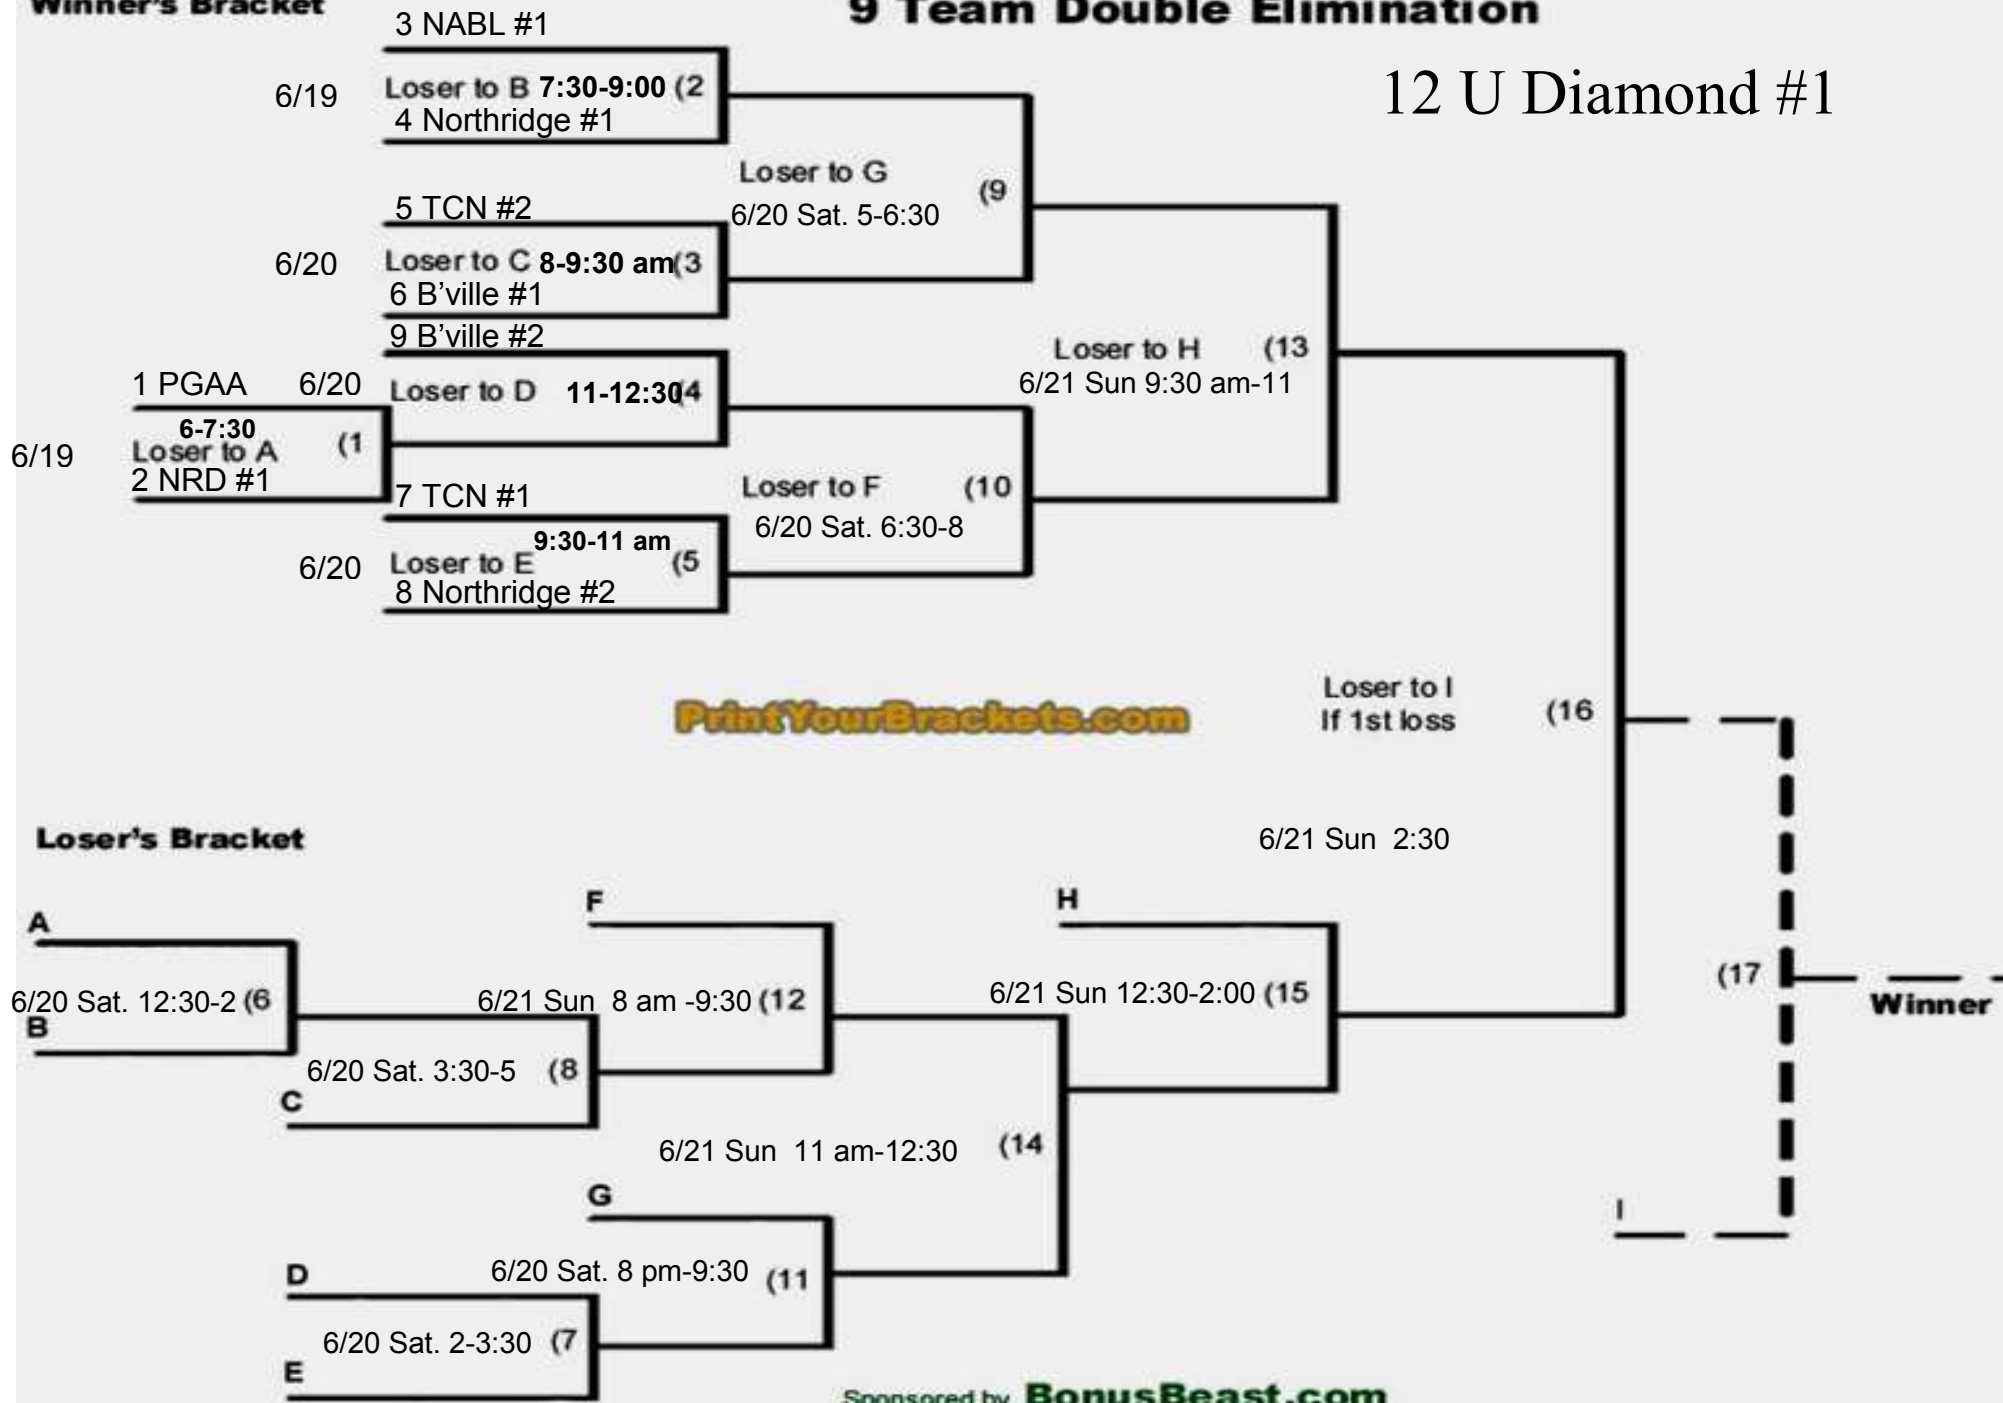 Winner's Bracket
9 Team Double Elimination
12 U Diamond #1
3 NABL #1
6/19
Loser to B 7:30-9:00 (2
4 Northridge #1
Loser to G
(9
6/20 Sat. 5-6:30
5 TCN #2
6/20
Loser to C 8-9:30 am(3
6 B’ville #1
9 B’ville #2
Loser to H (13
6/21 Sun 9:30 am-11
1 PGAA 6/20
Loser to D 11-12:30(4
6-7:30
6/19
Loser to A (1
2 NRD #1
7 TCN #1
Loser to F (10
6/20 Sat. 6:30-8
9:30-11 am
6/20
Loser to E (5
8 Northridge #2
Loser to I
If 1st loss
(16
PrintYourBrackets.com
Loser's Bracket
6/21 Sun 2:30
A
F
H
6/20 Sat. 12:30-2 (6
6/21 Sun 8 am -9:30 (12
6/21 Sun 12:30-2:00 (15
(17
Winner
B
6/20 Sat. 3:30-5 (8
C
6/21 Sun 11 am-12:30 (14
G
I
D
6/20 Sat. 8 pm-9:30 (11
6/20 Sat. 2-3:30 (7
E
Sponsored by BonusBeast.com